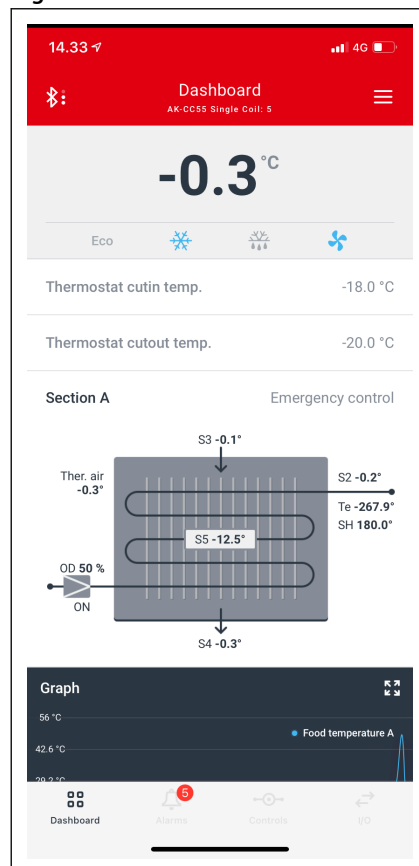 14.33
4G
Dashboard
AK-CC55 Single Coil: 5
-0.3 °C
Eco
Thermostat cutin temp. -18.0 °C
Thermostat cutout temp. -20.0 °C
Section A Emergency control
S3 -0.1°
Ther. air
-0.3°
S2 -0.2°
Te -267.9°
SH 180.0°
S5 -12.5°
OD 50 %
ON
S4 -0.3°
Graph
56 °C
Food temperature A
42.6 °C
29.2 °C
5
Dashboard Alarms Controls I/O